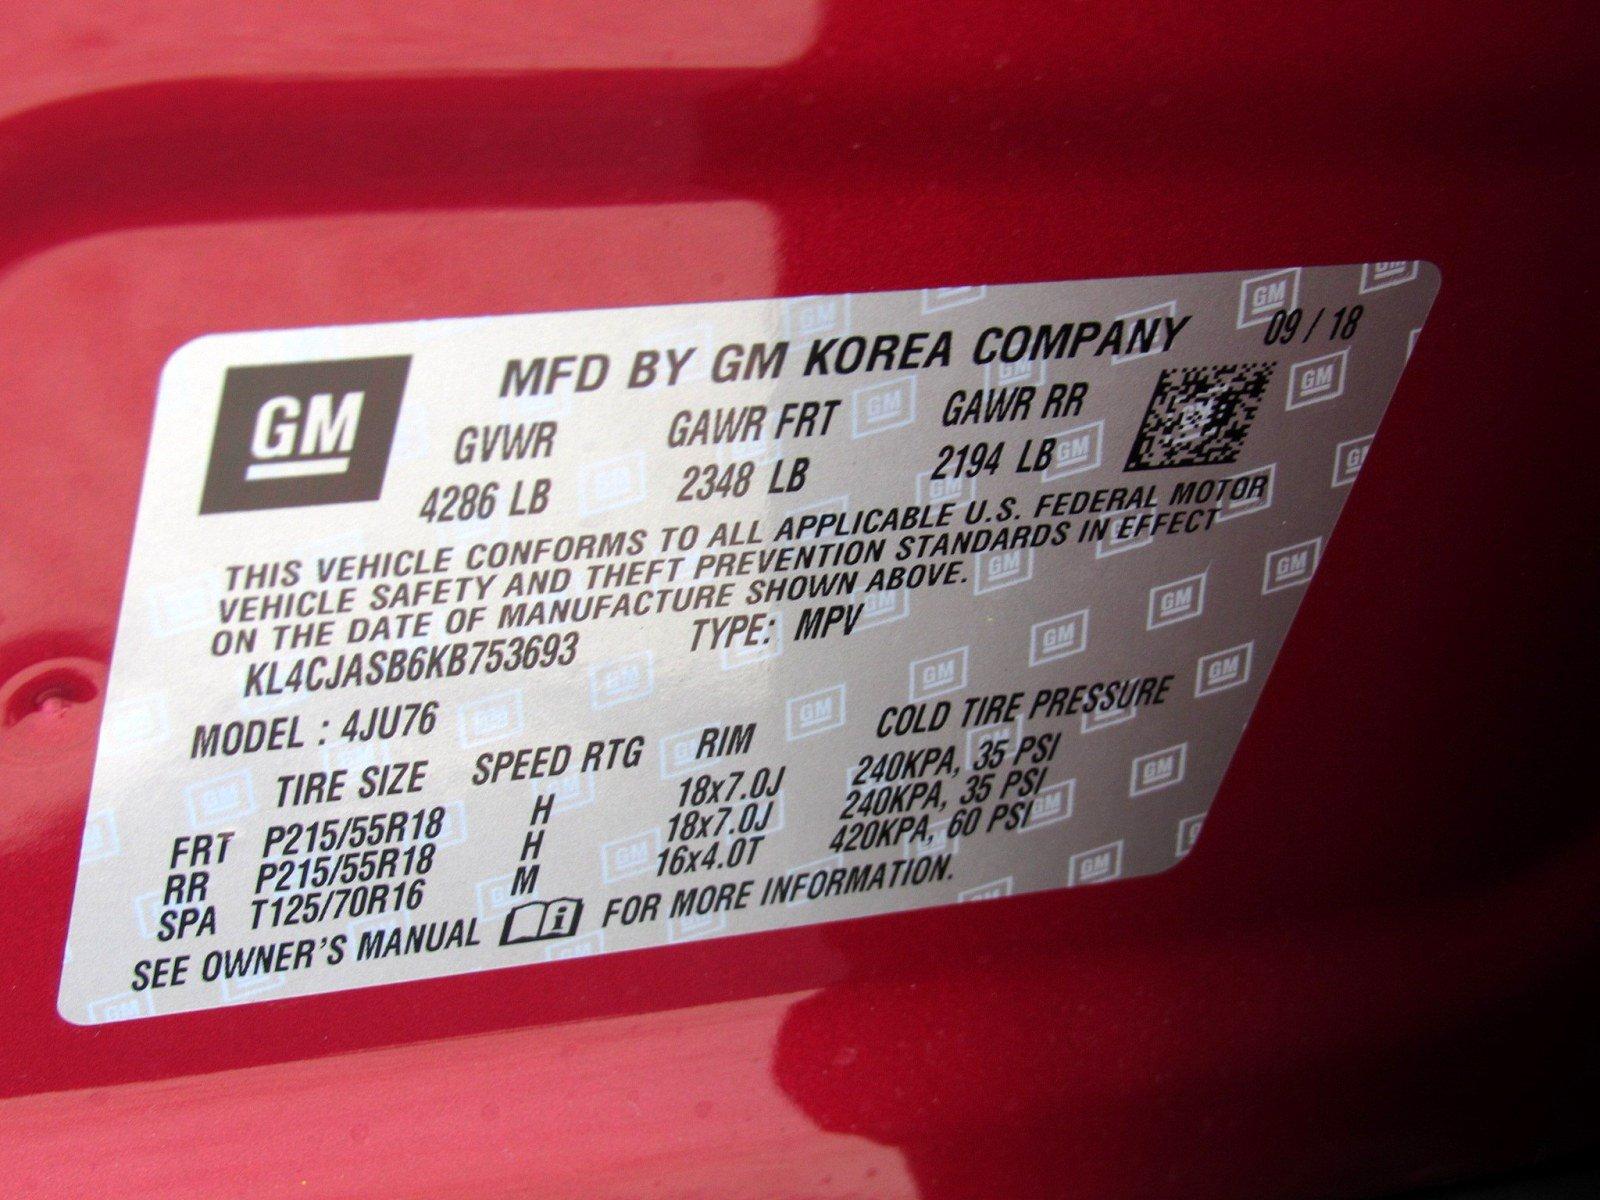 GM
MFD BY GM KOREA COMPANY 09 / 18
GVWR GAWR FRT GAWR RR
4286 LB 2348 LB 2194 LB
THIS VEHICLE CONFORMS TO ALL APPLICABLE U.S. FEDERAL MOTOR
VEHICLE SAFETY AND THEFT PREVENTION STANDARDS IN EFFECT
ON THE DATE OF MANUFACTURE SHOWN ABOVE.
KL4CJASB6KB753693 TYPE: MPV
MODEL : 4JU76
TIRE SIZE SPEED RTG RIM COLD TIRE PRESSURE
FRT P215/55R18 H 18x7.0J 240KPA, 35 PSI
RR P215/55R18 H 18x7.0J 240KPA, 35 PSI
SPA T125/70R16 M 16x4.0T 420KPA, 60 PSI
SEE OWNER'S MANUAL FOR MORE INFORMATION.